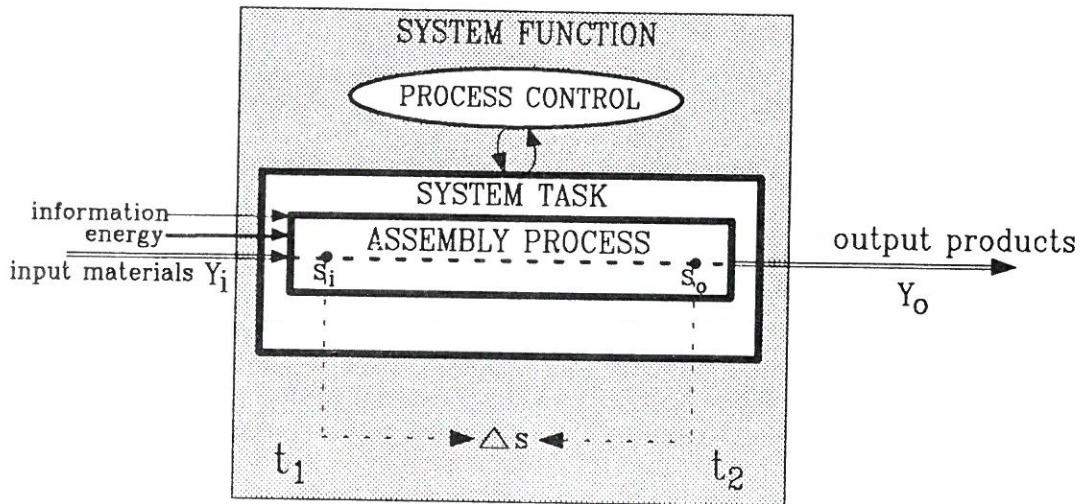 SYSTEM FUNCTION
PROCESS CONTROL
SYSTEM TASK
information
energy
ASSEMBLY PROCESS
output products
input materials Yi
Si
So
Yo
Δs
t1
t2